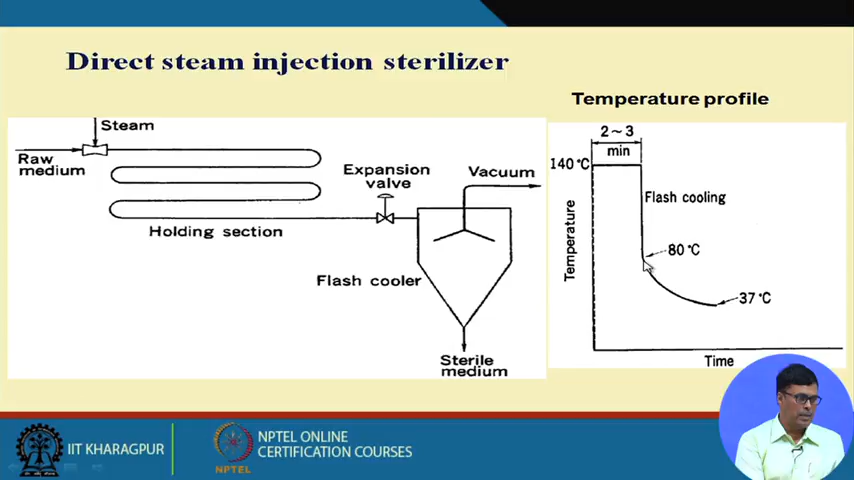 Direct steam injection sterilizer
Steam
Raw
medium
Holding section
Expansion
valve
Vacuum
Flash cooler
Sterile
medium
Temperature profile
2~3
min
140°C
Flash cooling
Temperature
80°C
37°C
Time
IIT KHARAGPUR
NPTEL
NPTEL ONLINE
CERTIFICATION COURSES